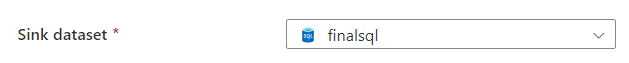 Sink dataset *
SQL finalsql